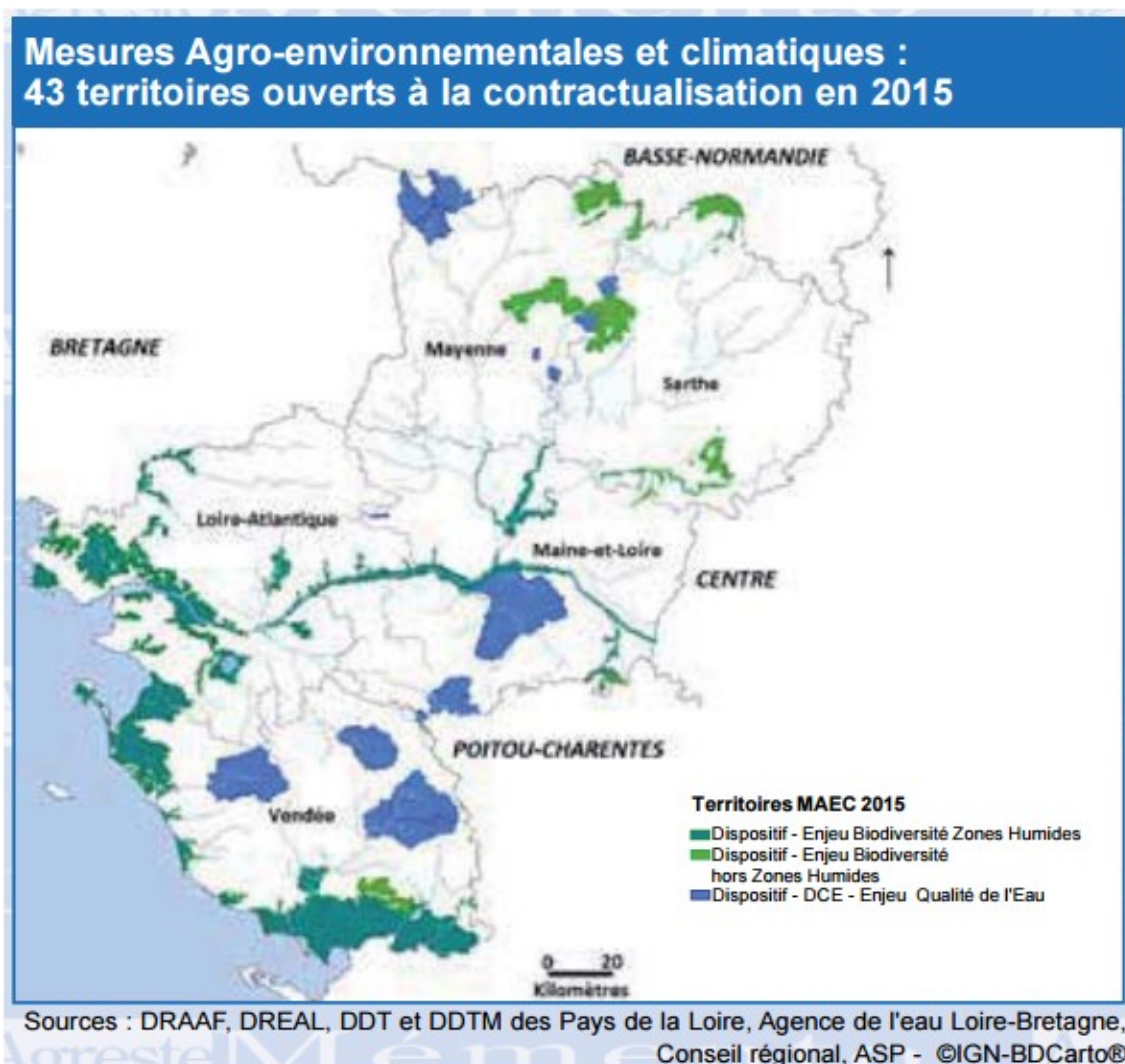 Mesures Agro-environnementales et climatiques :
43 territoires ouverts à la contractualisation en 2015
BASSE-NORMANDIE
BRETAGNE
Mayenne
Sarthe
Loire-Atlantique
Maine-et-Loire
CENTRE
POITOU-CHARENTES
Vendée
Territoires MAEC 2015
Dispositif - Enjeu Biodiversité Zones Humides
Dispositif - Enjeu Biodiversité
hors Zones Humides
Dispositif - DCE - Enjeu Qualité de l'Eau
0 20
Kilomètres
Sources : DRAAF, DREAL, DDT et DDTM des Pays de la Loire, Agence de l'eau Loire-Bretagne,
Conseil régional, ASP - ©IGN-BDCarto®
Agreste Mémento